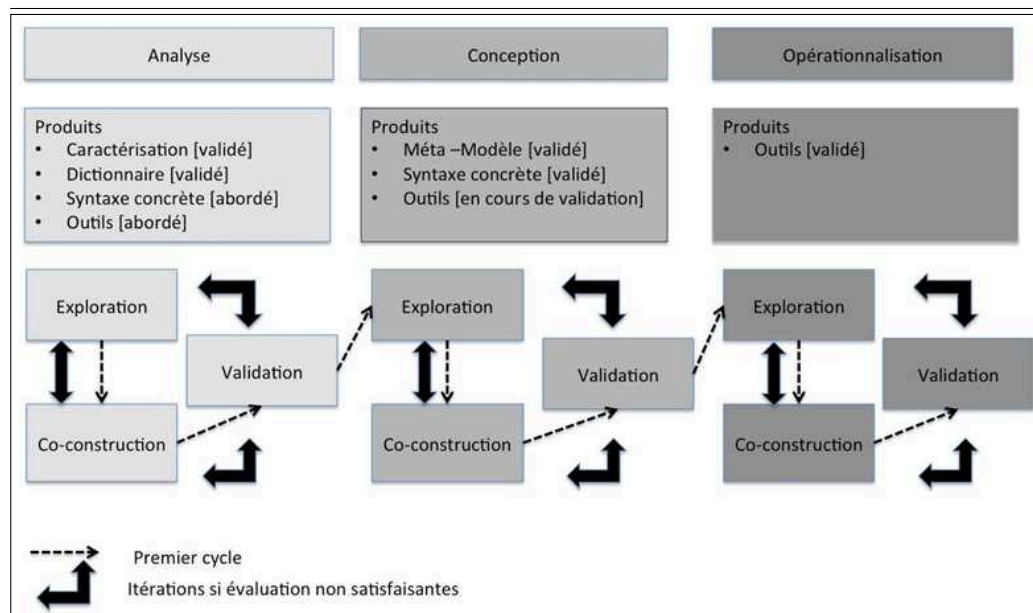 Analyse
Conception
Opérationnalisation
Produits
• Caractérisation [validé]
• Dictionnaire [validé]
• Syntaxe concrète [abordé]
• Outils [abordé]
Produits
• Méta –Modèle [validé]
• Syntaxe concrète [validé]
• Outils [en cours de validation]
Produits
• Outils [validé]
Exploration
Validation
Co-construction
Exploration
Validation
Co-construction
Exploration
Validation
Co-construction
Premier cycle
Itérations si évaluation non satisfaisantes